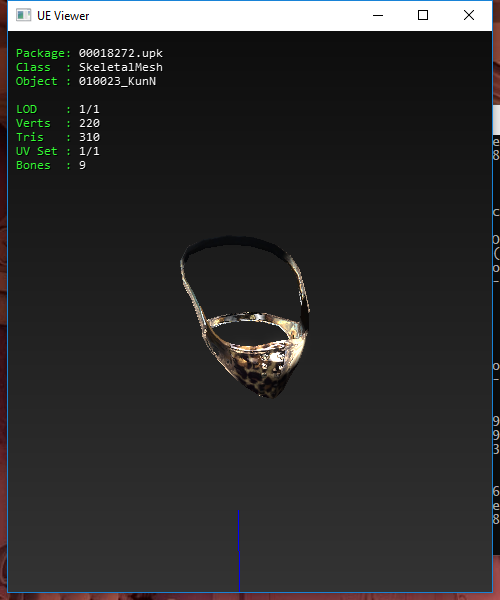 UE Viewer
Package: 00018272.upk
Class : SkeletalMesh
Object : 010023_KunN
LOD : 1/1
Verts : 220
Tris : 310
UV Set : 1/1
Bones : 9